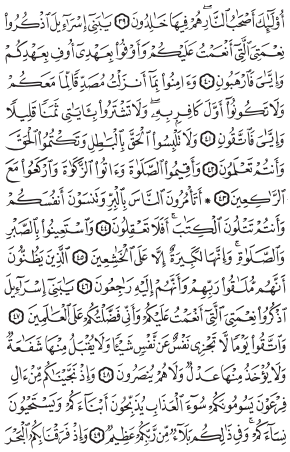 أُو۟لَٰٓئِكَ أَصْحَٰبُ ٱلنَّارِ هُمْ فِيهَا خَٰلِدُونَ ٣٩ يَٰبَنِىٓ إِسْرَٰٓءِيلَ ٱذْكُرُوا۟
نِعْمَتِىَ ٱلَّتِىٓ أَنْعَمْتُ عَلَيْكُمْ وَأَوْفُوا۟ بِعَهْدِىٓ أُوفِ بِعَهْدِكُمْ
وَإِيَّٰىَ فَٱرْهَبُونِ ٤٠ وَءَامِنُوا۟ بِمَآ أَنزَلْتُ مُصَدِّقًا لِّمَا مَعَكُمْ
وَلَا تَكُونُوٓا۟ أَوَّلَ كَافِرٍۭ بِهِۦ وَلَا تَشْتَرُوا۟ بِـَٔايَٰتِى ثَمَنًا قَلِيلًا
وَإِيَّٰىَ فَٱتَّقُونِ ٤١ وَلَا تَلْبِسُوا۟ ٱلْحَقَّ بِٱلْبَٰطِلِ وَتَكْتُمُوا۟ ٱلْحَقَّ
وَأَنتُمْ تَعْلَمُونَ ٤٢ وَأَقِيمُوا۟ ٱلصَّلَوٰةَ وَءَاتُوا۟ ٱلزَّكَوٰةَ وَٱرْكَعُوا۟ مَعَ
ٱلرَّٰكِعِينَ ٤٣ ۞ أَتَأْمُرُونَ ٱلنَّاسَ بِٱلْبِرِّ وَتَنسَوْنَ أَنفُسَكُمْ
وَأَنتُمْ تَتْلُونَ ٱلْكِتَٰبَ أَفَلَا تَعْقِلُونَ ٤٤ وَٱسْتَعِينُوا۟ بِٱلصَّبْرِ
وَٱلصَّلَوٰةِ وَإِنَّهَا لَكَبِيرَةٌ إِلَّا عَلَى ٱلْخَٰشِعِينَ ٤٥ ٱلَّذِينَ يَظُنُّونَ
أَنَّهُم مُّلَٰقُوا۟ رَبِّهِمْ وَأَنَّهُمْ إِلَيْهِ رَٰجِعُونَ ٤٦ يَٰبَنِىٓ إِسْرَٰٓءِيلَ
ٱذْكُرُوا۟ نِعْمَتِىَ ٱلَّتِىٓ أَنْعَمْتُ عَلَيْكُمْ وَأَنِّى فَضَّلْتُكُمْ عَلَى ٱلْعَٰلَمِينَ ٤٧
وَٱتَّقُوا۟ يَوْمًا لَّا تَجْزِى نَفْسٌ عَن نَّفْسٍ شَيْـًٔا وَلَا يُقْبَلُ مِنْهَا شَفَٰعَةٌ
وَلَا يُؤْخَذُ مِنْهَا عَدْلٌ وَلَا هُمْ يُنصَرُونَ ٤٨ وَإِذْ نَجَّيْنَٰكُم مِّنْ ءَالِ
فِرْعَوْنَ يَسُومُونَكُمْ سُوٓءَ ٱلْعَذَابِ يُذَبِّحُونَ أَبْنَآءَكُمْ وَيَسْتَحْيُونَ
نِسَآءَكُمْ وَفِى ذَٰلِكُم بَلَآءٌ مِّن رَّبِّكُمْ عَظِيمٌ ٤٩ وَإِذْ فَرَقْنَا بِكُمُ ٱلْبَحْرَ